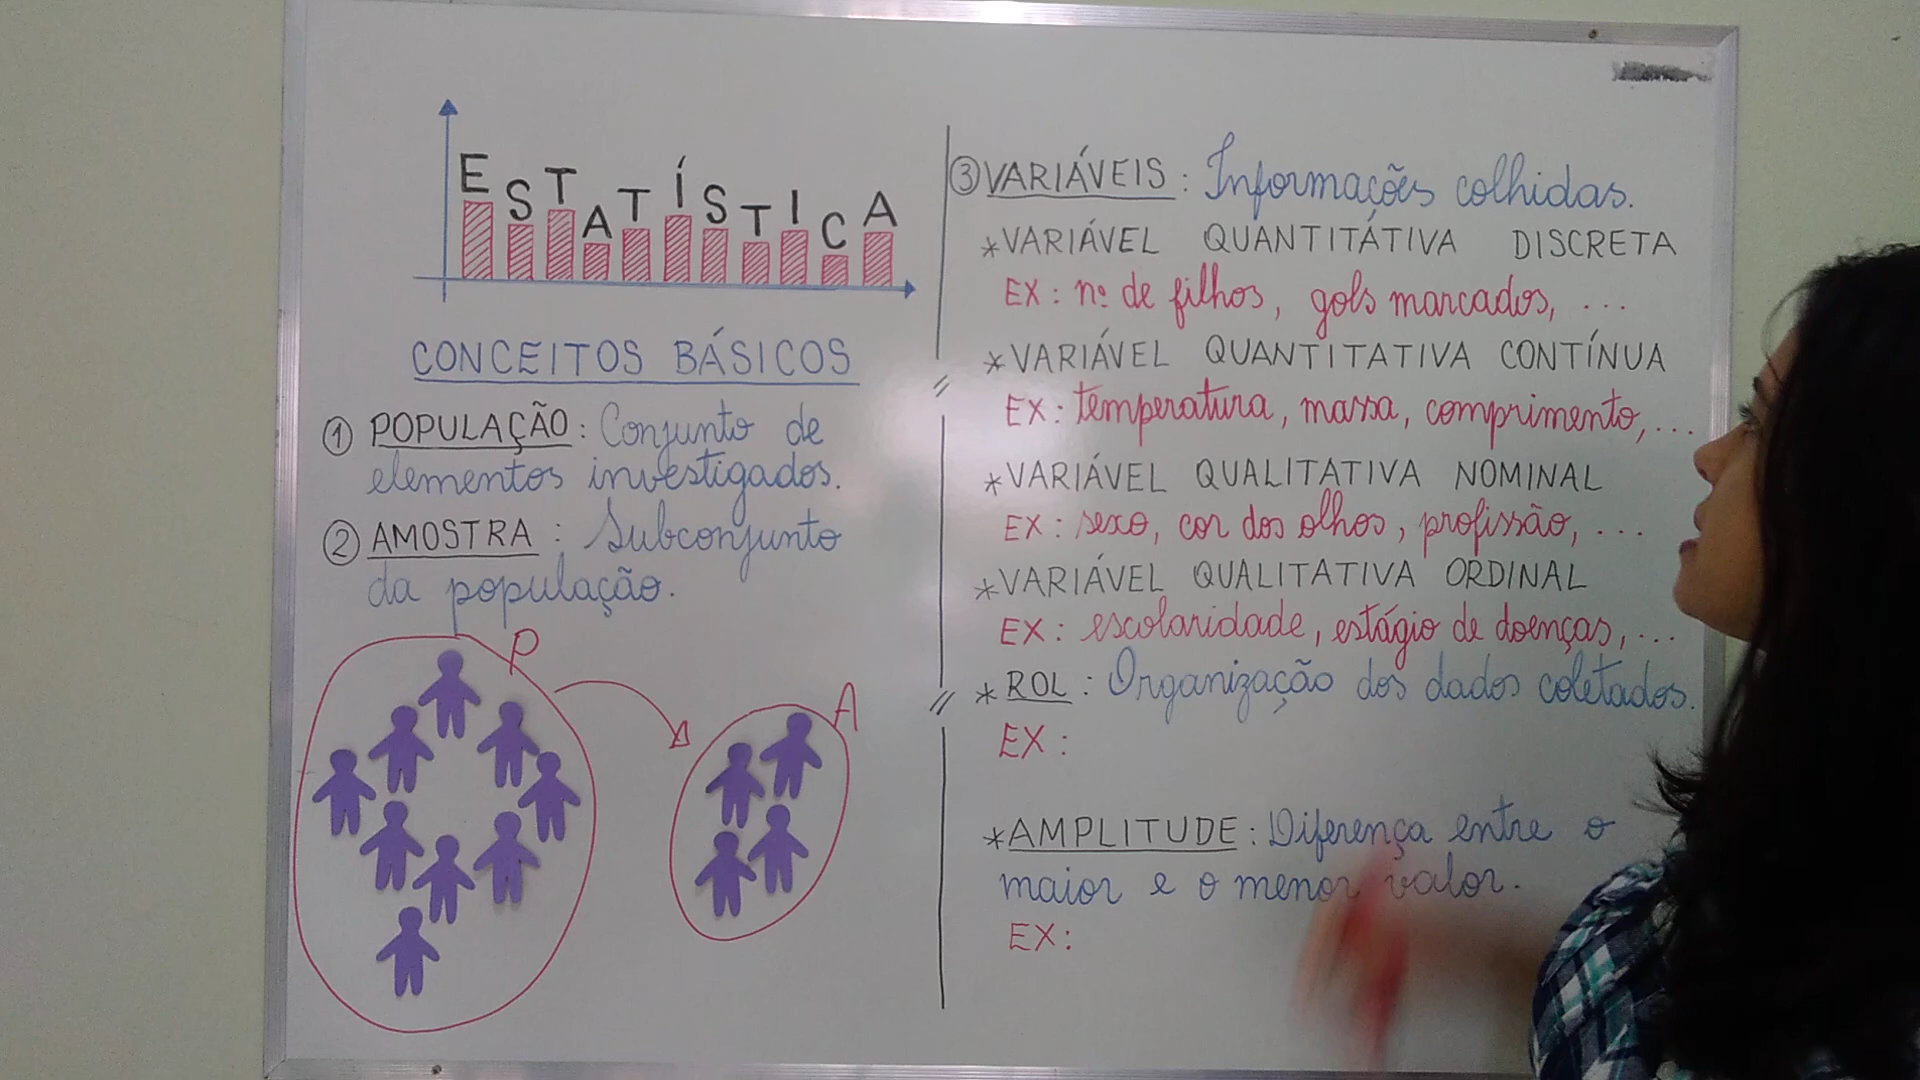 ESTATÍSTICA
CONCEITOS BÁSICOS
① POPULAÇÃO: Conjunto de
elementos investigados.
② AMOSTRA: Subconjunto
da população.
P
A
③ VARIÁVEIS: Informações colhidas.
*VARIÁVEL QUANTITÁTIVA DISCRETA
EX: nº de filhos, gols marcados, ...
*VARIÁVEL QUANTITATIVA CONTÍNUA
EX: temperatura, massa, comprimento, ...
*VARIÁVEL QUALITATIVA NOMINAL
EX: sexo, cor dos olhos, profissão, ...
*VARIÁVEL QUALITATIVA ORDINAL
EX: escolaridade, estágio de doenças, ...
* ROL: Organização dos dados coletados.
EX:
*AMPLITUDE: Diferença entre o
maior e o menor valor.
EX: